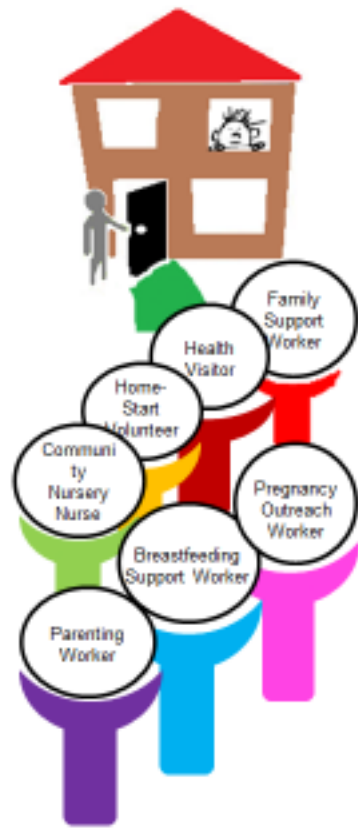 Family
Support
Worker
Health
Visitor
Home-
Start
Volunteer
Communi
ty
Nursery
Nurse
Pregnancy
Outreach
Worker
Breastfeeding
Support Worker
Parenting
Worker